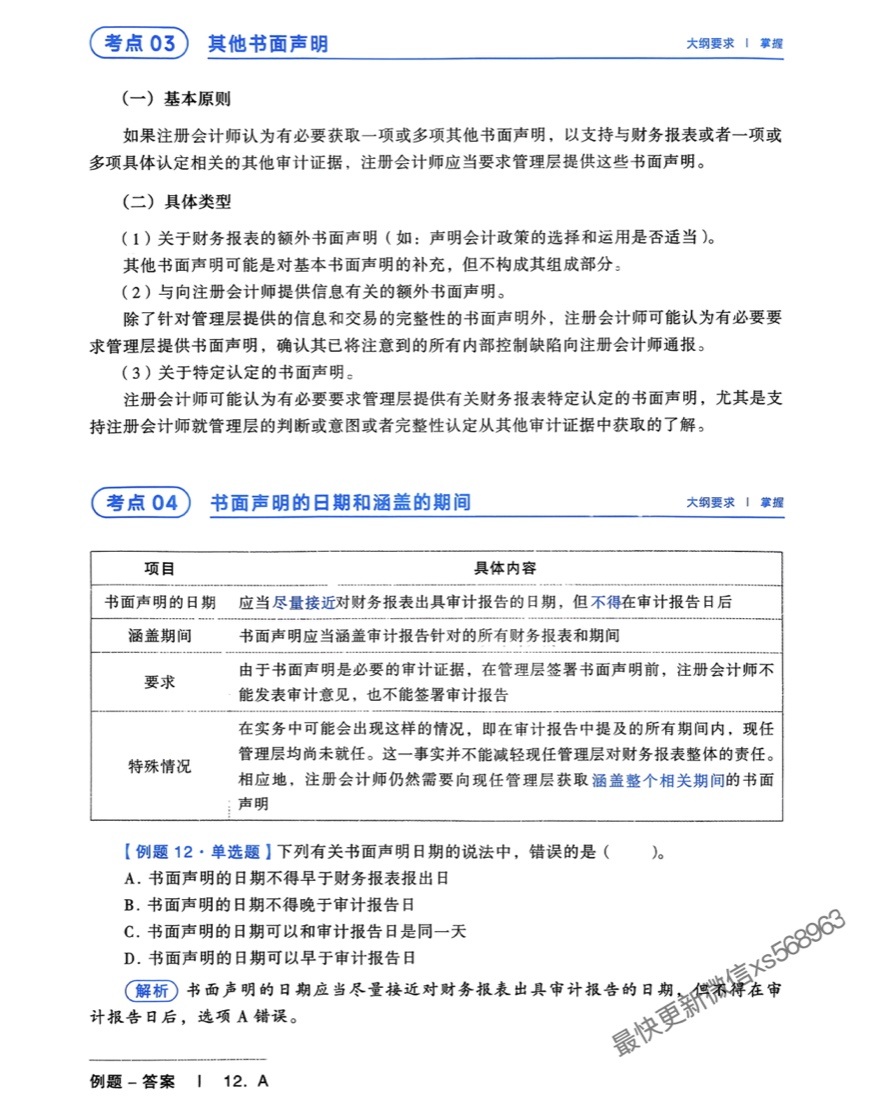 考点 03 其他书面声明 大纲要求 | 掌握
（一）基本原则
如果注册会计师认为有必要获取一项或多项其他书面声明，以支持与财务报表或者一项或
多项具体认定相关的其他审计证据，注册会计师应当要求管理层提供这些书面声明。
（二）具体类型
（1）关于财务报表的额外书面声明（如：声明会计政策的选择和运用是否适当）。
其他书面声明可能是对基本书面声明的补充，但不构成其组成部分。
（2）与向注册会计师提供信息有关的额外书面声明。
除了针对管理层提供的信息和交易的完整性的书面声明外，注册会计师可能认为有必要要
求管理层提供书面声明，确认其已将注意到的所有内部控制缺陷向注册会计师通报。
（3）关于特定认定的书面声明。
注册会计师可能认为有必要要求管理层提供有关财务报表特定认定的书面声明，尤其是支
持注册会计师就管理层的判断或意图或者完整性认定从其他审计证据中获取的了解。
考点 04 书面声明的日期和涵盖的期间 大纲要求 | 掌握
项目 具体内容
书面声明的日期 应当尽量接近对财务报表出具审计报告的日期，但不得在审计报告日后
涵盖期间 书面声明应当涵盖审计报告针对的所有财务报表和期间
要求 由于书面声明是必要的审计证据，在管理层签署书面声明前，注册会计师不
能发表审计意见，也不能签署审计报告
特殊情况 在实务中可能会出现这样的情况，即在审计报告中提及的所有期间内，现任
管理层均尚未就任。这一事实并不能减轻现任管理层对财务报表整体的责任。
相应地，注册会计师仍然需要向现任管理层获取涵盖整个相关期间的书面
声明
【例题 12·单选题】下列有关书面声明日期的说法中，错误的是（ ）。
A. 书面声明的日期不得早于财务报表报出日
B. 书面声明的日期不得晚于审计报告日
C. 书面声明的日期可以和审计报告日是同一天
D. 书面声明的日期可以早于审计报告日
解析 书面声明的日期应当尽量接近对财务报表出具审计报告的日期，但不得在审
计报告日后，选项 A 错误。
最快更新微信xs568963
例题－答案 | 12. A